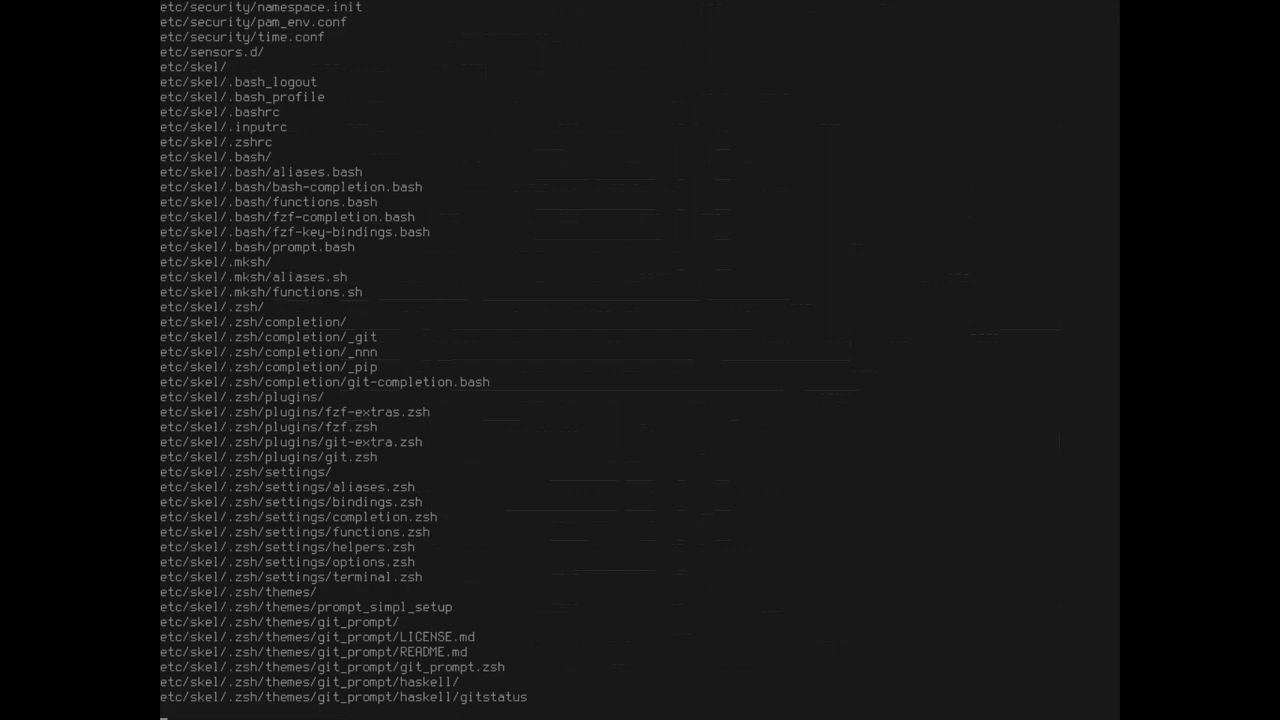 etc/security/namespace.init
etc/security/pam_env.conf
etc/security/time.conf
etc/sensors.d/
etc/skel/
etc/skel/.bash_logout
etc/skel/.bash_profile
etc/skel/.bashrc
etc/skel/.inputrc
etc/skel/.zshrc
etc/skel/.bash/
etc/skel/.bash/aliases.bash
etc/skel/.bash/bash-completion.bash
etc/skel/.bash/functions.bash
etc/skel/.bash/fzf-completion.bash
etc/skel/.bash/fzf-key-bindings.bash
etc/skel/.bash/prompt.bash
etc/skel/.mksh/
etc/skel/.mksh/aliases.sh
etc/skel/.mksh/functions.sh
etc/skel/.zsh/
etc/skel/.zsh/completion/
etc/skel/.zsh/completion/_git
etc/skel/.zsh/completion/_nnn
etc/skel/.zsh/completion/_pip
etc/skel/.zsh/completion/git-completion.bash
etc/skel/.zsh/plugins/
etc/skel/.zsh/plugins/fzf-extras.zsh
etc/skel/.zsh/plugins/fzf.zsh
etc/skel/.zsh/plugins/git-extra.zsh
etc/skel/.zsh/plugins/git.zsh
etc/skel/.zsh/settings/
etc/skel/.zsh/settings/aliases.zsh
etc/skel/.zsh/settings/bindings.zsh
etc/skel/.zsh/settings/completion.zsh
etc/skel/.zsh/settings/functions.zsh
etc/skel/.zsh/settings/helpers.zsh
etc/skel/.zsh/settings/options.zsh
etc/skel/.zsh/settings/terminal.zsh
etc/skel/.zsh/themes/
etc/skel/.zsh/themes/prompt_simpl_setup
etc/skel/.zsh/themes/git_prompt/
etc/skel/.zsh/themes/git_prompt/LICENSE.md
etc/skel/.zsh/themes/git_prompt/README.md
etc/skel/.zsh/themes/git_prompt/git_prompt.zsh
etc/skel/.zsh/themes/git_prompt/haskell/
etc/skel/.zsh/themes/git_prompt/haskell/gitstatus